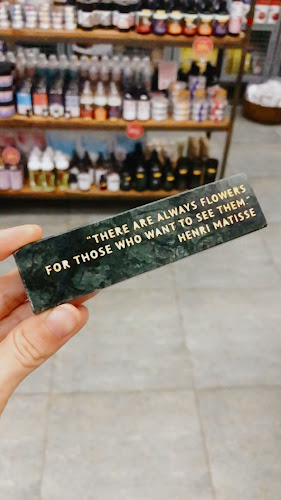 "THERE ARE ALWAYS FLOWERS
FOR THOSE WHO WANT TO SEE THEM."
HENRI MATISSE